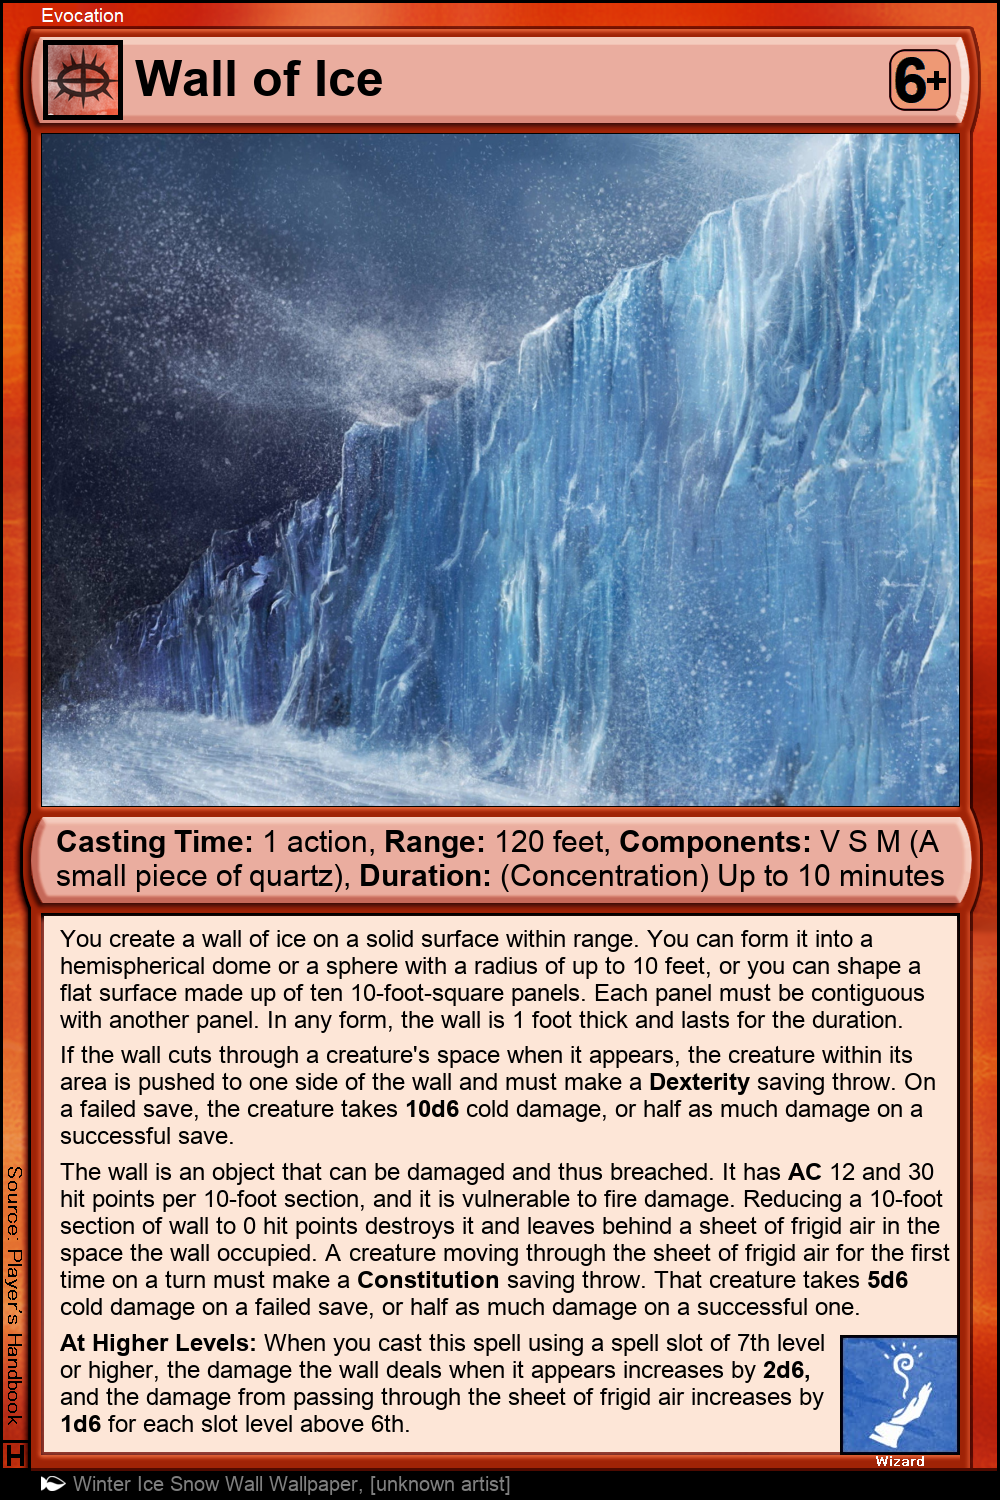 Evocation
Wall of Ice
6+
Casting Time: 1 action, Range: 120 feet, Components: V S M (A
small piece of quartz), Duration: (Concentration) Up to 10 minutes
You create a wall of ice on a solid surface within range. You can form it into a
hemispherical dome or a sphere with a radius of up to 10 feet, or you can shape a
flat surface made up of ten 10-foot-square panels. Each panel must be contiguous
with another panel. In any form, the wall is 1 foot thick and lasts for the duration.
If the wall cuts through a creature's space when it appears, the creature within its
area is pushed to one side of the wall and must make a Dexterity saving throw. On
a failed save, the creature takes 10d6 cold damage, or half as much damage on a
successful save.
The wall is an object that can be damaged and thus breached. It has AC 12 and 30
hit points per 10-foot section, and it is vulnerable to fire damage. Reducing a 10-foot
section of wall to 0 hit points destroys it and leaves behind a sheet of frigid air in the
space the wall occupied. A creature moving through the sheet of frigid air for the first
time on a turn must make a Constitution saving throw. That creature takes 5d6
cold damage on a failed save, or half as much damage on a successful one.
At Higher Levels: When you cast this spell using a spell slot of 7th level
or higher, the damage the wall deals when it appears increases by 2d6,
and the damage from passing through the sheet of frigid air increases by
1d6 for each slot level above 6th.
Wizard
Source: Player's Handbook
H
Winter Ice Snow Wall Wallpaper, [unknown artist]